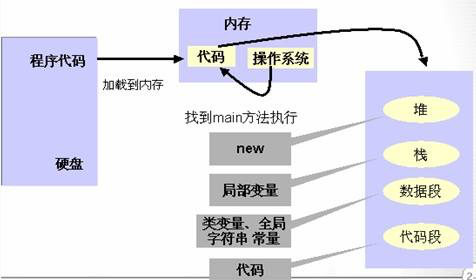 内存
程序代码
代码
操作系统
加载到内存
找到main方法执行
硬盘
堆
new
栈
局部变量
数据段
类变量、全局
字符串 常量
代码段
代码
2